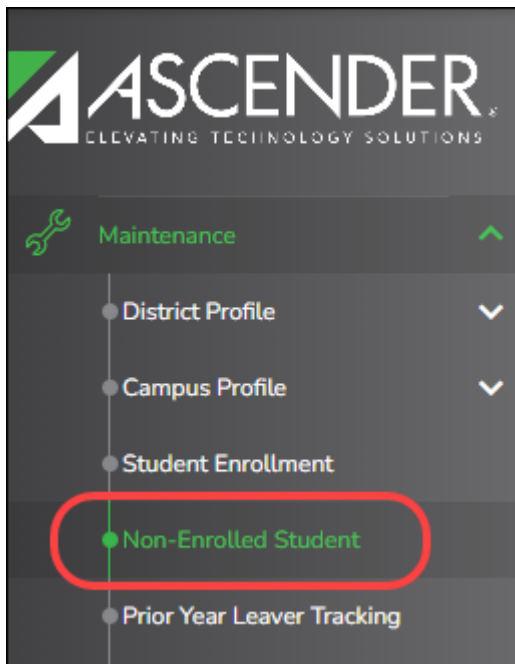 ASCENDER®
ELEVATING TECHNOLOGY SOLUTIONS
Maintenance
District Profile
Campus Profile
Student Enrollment
Non-Enrolled Student
Prior Year Leaver Tracking